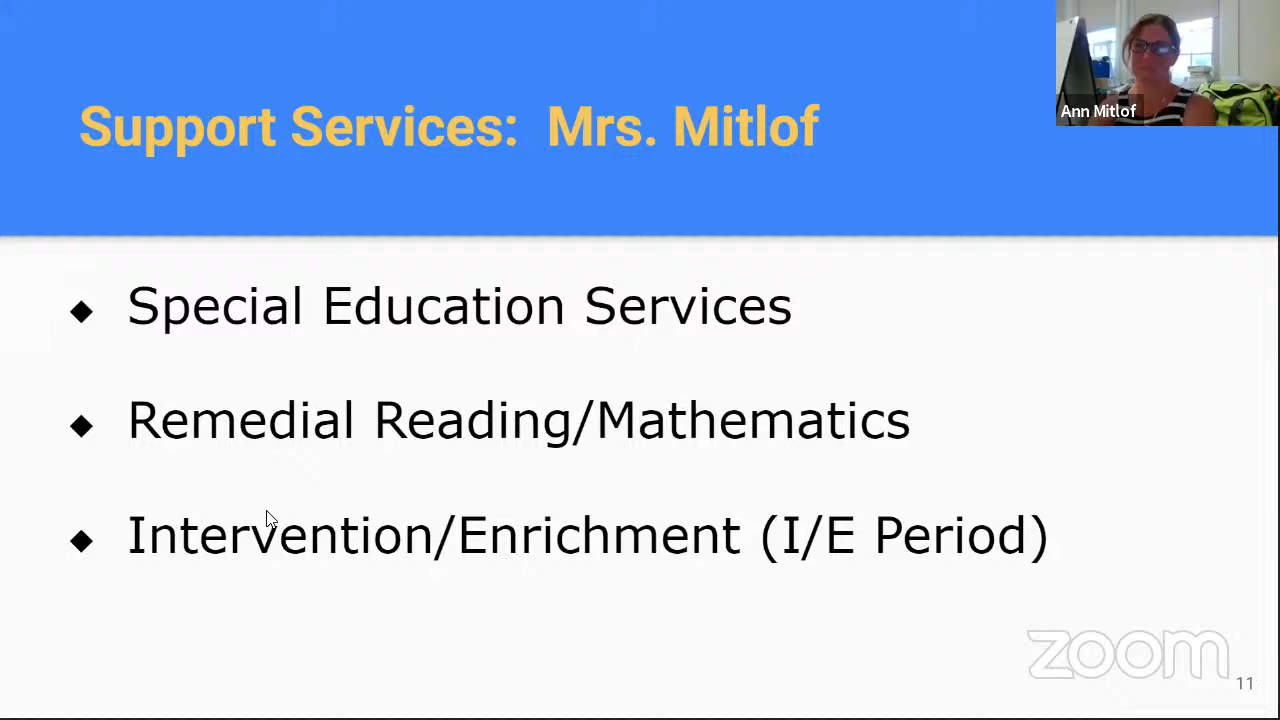 Support Services:  Mrs. Mitlof
Ann Mitlof
◆ Special Education Services
◆ Remedial Reading/Mathematics
◆ Intervention/Enrichment (I/E Period)
zoom
11